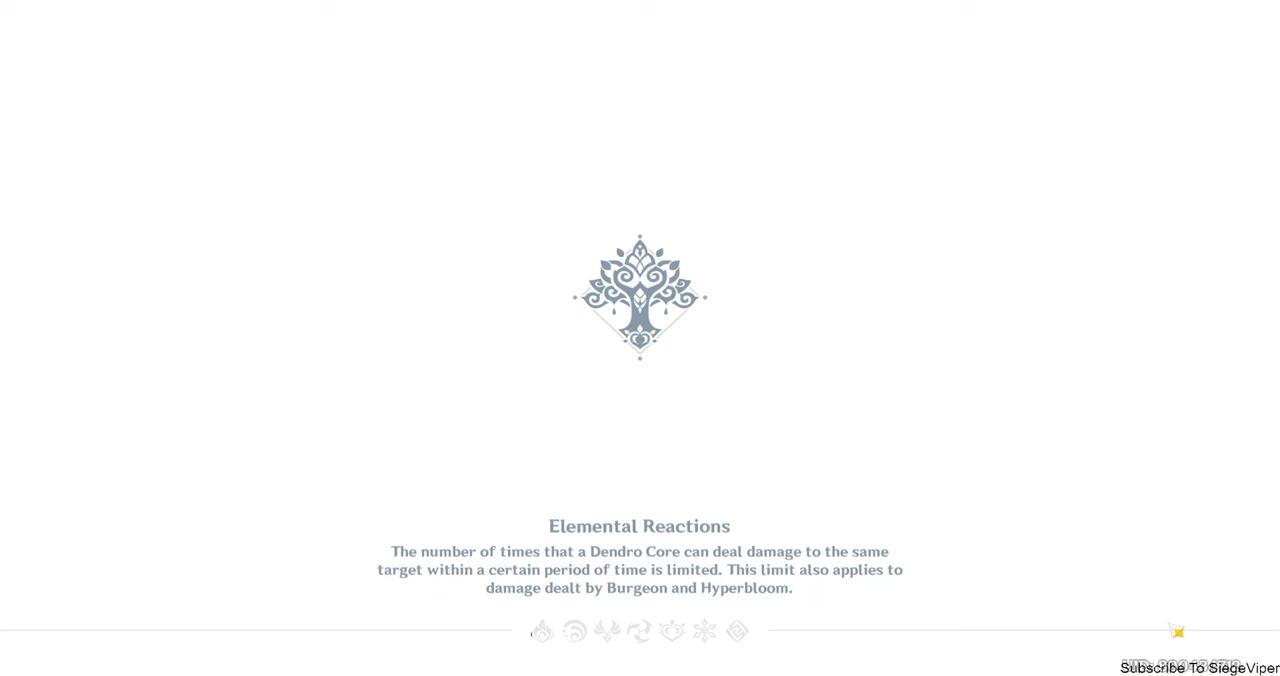 Elemental Reactions
The number of times that a Dendro Core can deal damage to the same
target within a certain period of time is limited. This limit also applies to
damage dealt by Burgeon and Hyperbloom.
Subscribe To SiegeViper